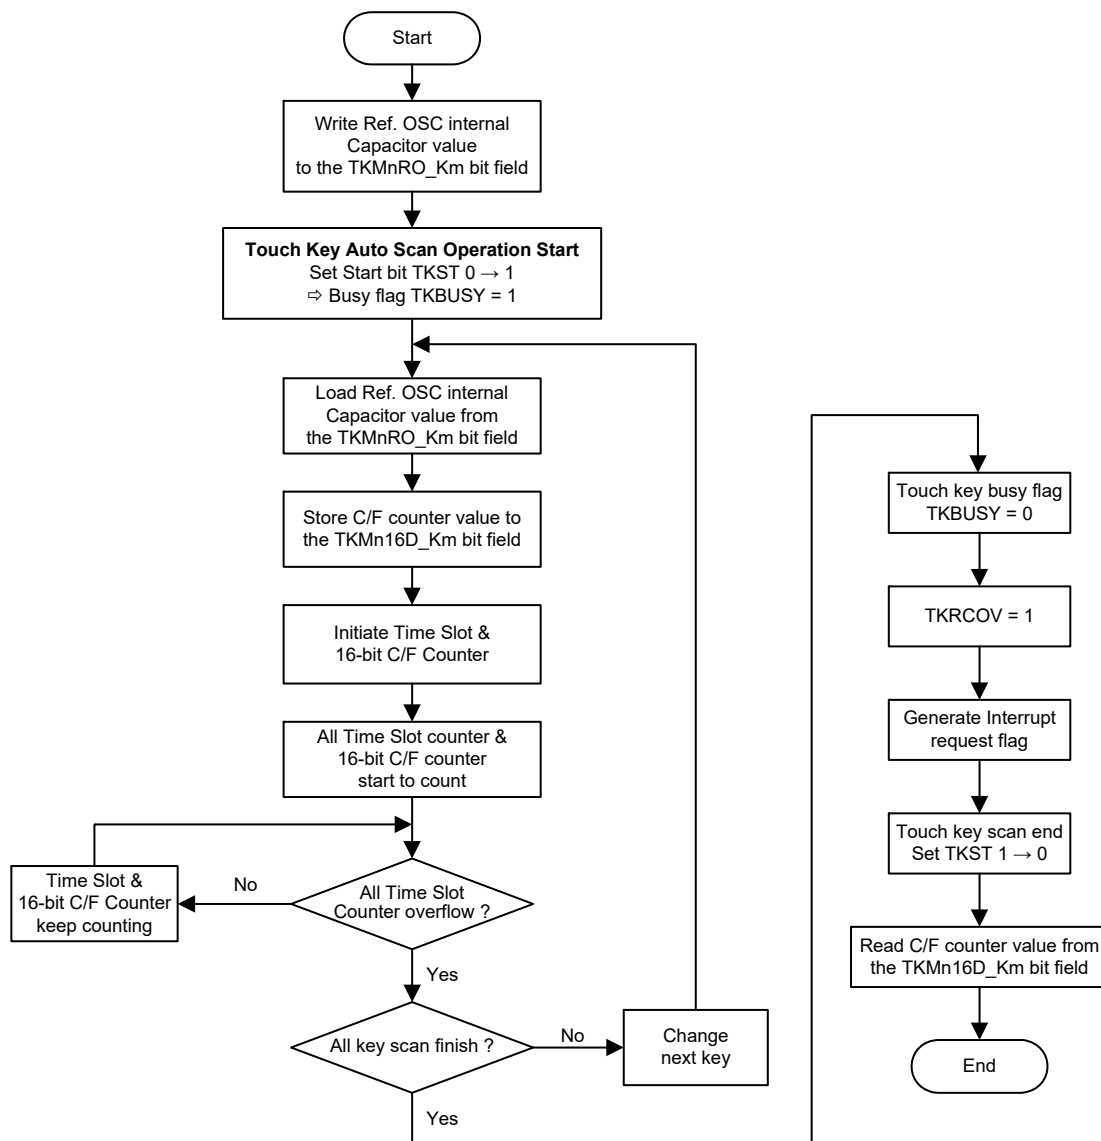 Start
Write Ref. OSC internal
Capacitor value
to the TKMnRO_Km bit field
Touch Key Auto Scan Operation Start
Set Start bit TKST 0 → 1
⇨ Busy flag TKBUSY = 1
Load Ref. OSC internal
Capacitor value from
the TKMnRO_Km bit field
Store C/F counter value to
the TKMn16D_Km bit field
Initiate Time Slot &
16-bit C/F Counter
All Time Slot counter &
16-bit C/F counter
start to count
Time Slot &
16-bit C/F Counter
keep counting
No
All Time Slot
Counter overflow ?
Yes
All key scan finish ?
No
Change
next key
Yes
Touch key busy flag
TKBUSY = 0
TKRCOV = 1
Generate Interrupt
request flag
Touch key scan end
Set TKST 1 → 0
Read C/F counter value from
the TKMn16D_Km bit field
End